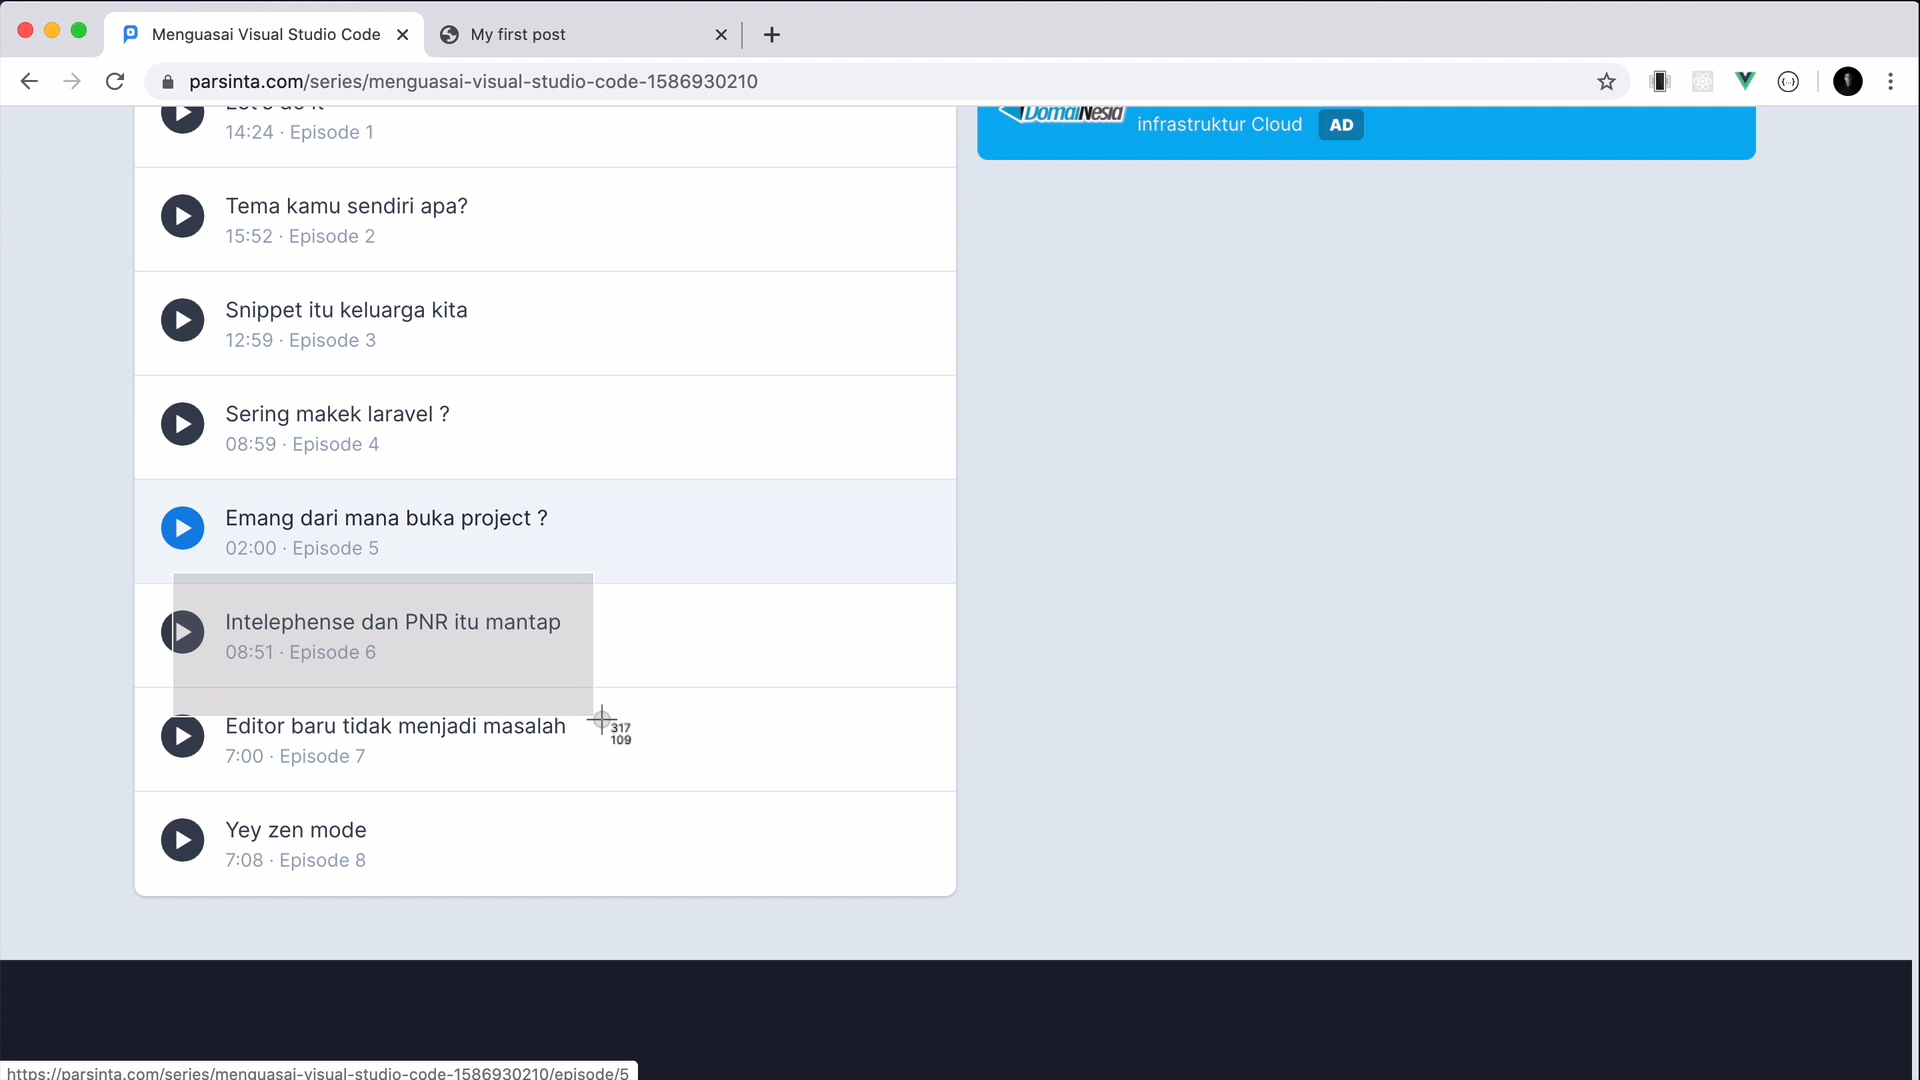 Menguasai Visual Studio Code
My first post
parsinta.com/series/menguasai-visual-studio-code-1586930210
Let's do it
14:24 · Episode 1
DomaiNesia
infrastruktur Cloud
AD
Tema kamu sendiri apa?
15:52 · Episode 2
Snippet itu keluarga kita
12:59 · Episode 3
Sering makek laravel ?
08:59 · Episode 4
Emang dari mana buka project ?
02:00 · Episode 5
Intelephense dan PNR itu mantap
08:51 · Episode 6
Editor baru tidak menjadi masalah
317
109
7:00 · Episode 7
Yey zen mode
7:08 · Episode 8
https://parsinta.com/series/menguasai-visual-studio-code-1586930210/episode/5